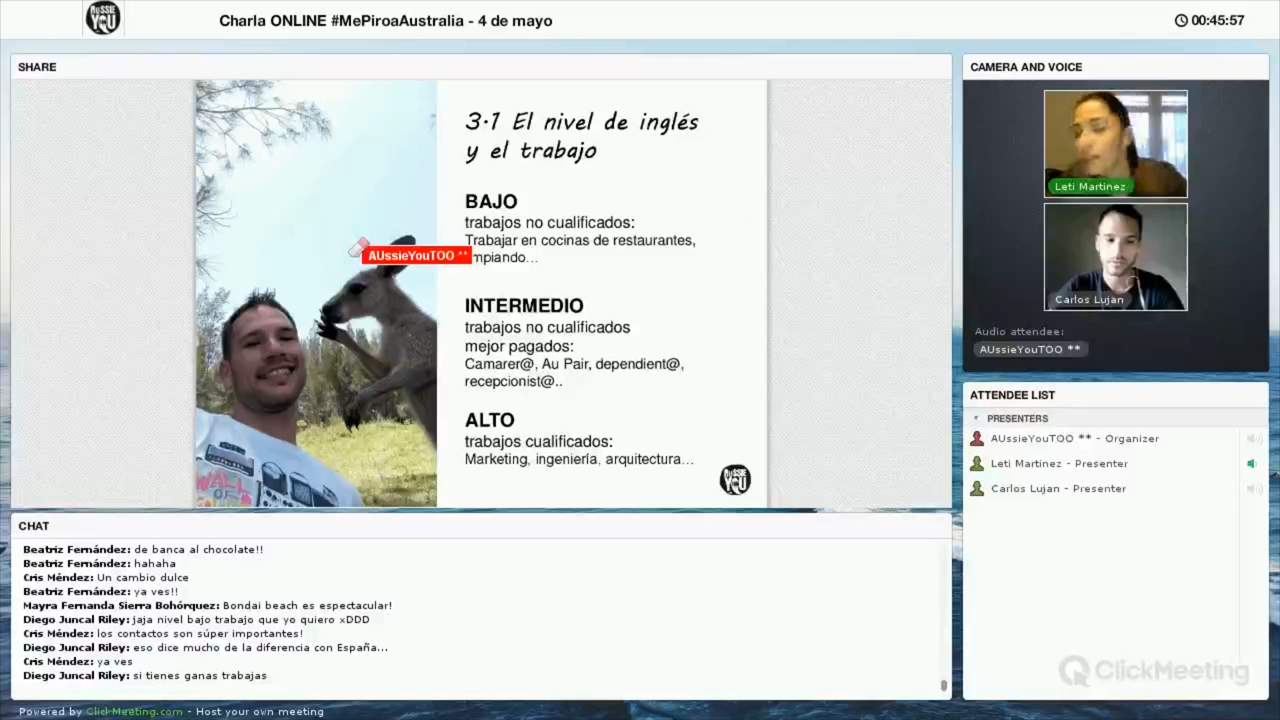 AUSSIE
YOU
Charla ONLINE #MePiroaAustralia - 4 de mayo
00:45:57
SHARE
3.1 El nivel de inglés
y el trabajo
BAJO
trabajos no cualificados:
Trabajar en cocinas de restaurantes,
mpiando...
AUssieYouTOO **
INTERMEDIO
trabajos no cualificados
mejor pagados:
Camarer@, Au Pair, dependient@,
recepcionist@..
ALTO
trabajos cualificados:
Marketing, ingeniería, arquitectura...
AUSSIE
YOU
WALL
OF
CAMERA AND VOICE
Leti Martinez
Carlos Lujan
Audio attendee:
AUssieYouTOO **
ATTENDEE LIST
PRESENTERS
AUssieYouTOO ** - Organizer
Leti Martinez - Presenter
Carlos Lujan - Presenter
CHAT
Beatriz Fernández: de banca al chocolate!!
Beatriz Fernández: hahaha
Cris Méndez: Un cambio dulce
Beatriz Fernández: ya ves!!
Mayra Fernanda Sierra Bohórquez: Bondai beach es espectacular!
Diego Juncal Riley: jaja nivel bajo trabajo que yo quiero xDDD
Cris Méndez: los contactos son súper importantes!
Diego Juncal Riley: eso dice mucho de la diferencia con España...
Cris Méndez: ya ves
Diego Juncal Riley: si tienes ganas trabajas
ClickMeeting
Powered by ClickMeeting.com - Host your own meeting